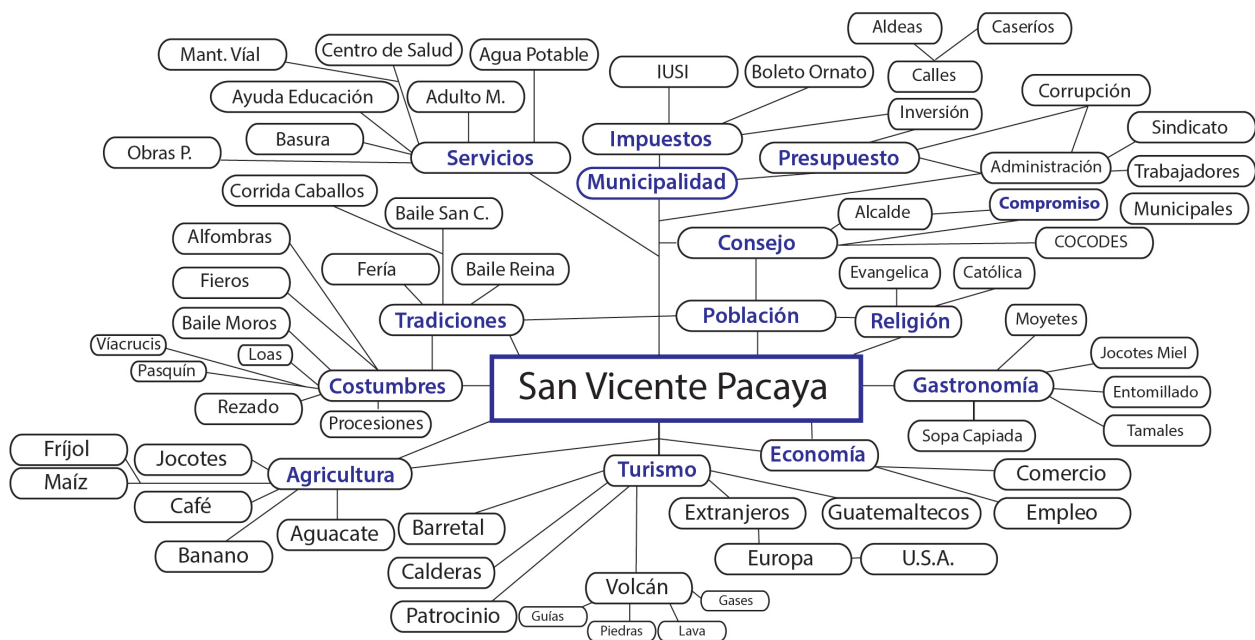 Aldeas
Caseríos
Calles
Mant. Víal
Centro de Salud
Agua Potable
Ayuda Educación
Adulto M.
Basura
Obras P.
Servicios
IUSI
Boleto Ornato
Impuestos
Municipalidad
Inversión
Presupuesto
Corrupción
Sindicato
Administración
Trabajadores
Municipales
Compromiso
Alcalde
Consejo
COCODES
Corrida Caballos
Baile San C.
Alfombras
Fería
Baile Reina
Fieros
Tradiciones
Población
Evangelica
Católica
Religión
Baile Moros
Víacrucis
Loas
Pasquín
Costumbres
Rezado
Procesiones
San Vicente Pacaya
Moyetes
Jocotes Miel
Gastronomía
Entomillado
Tamales
Sopa Capiada
Fríjol
Jocotes
Maíz
Agricultura
Café
Aguacate
Banano
Turismo
Economía
Comercio
Empleo
Barretal
Extranjeros
Guatemaltecos
Europa
U.S.A.
Calderas
Patrocinio
Volcán
Guías
Piedras
Lava
Gases